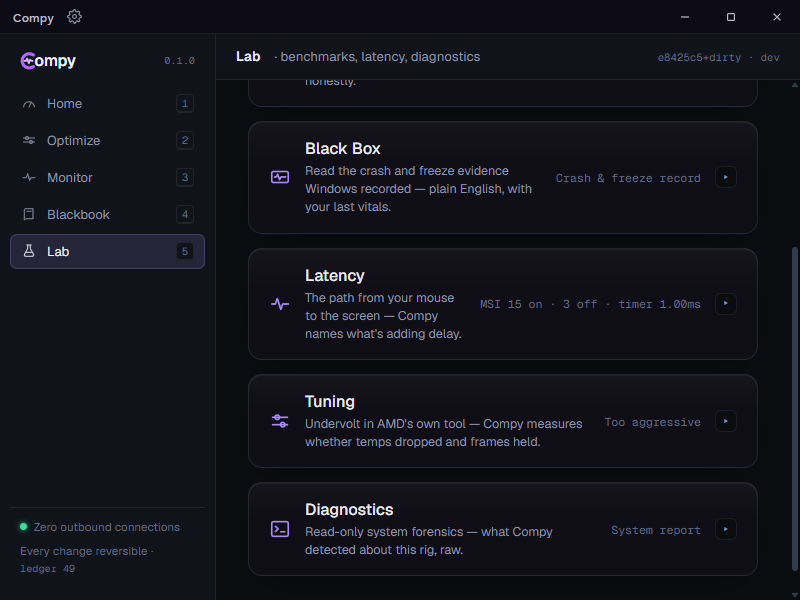 Compy
Compy 0.1.0
Home 1
Optimize 2
Monitor 3
Blackbook 4
Lab 5
Zero outbound connections
Every change reversible ·
ledger 49
Lab · benchmarks, latency, diagnostics e8425c5+dirty · dev
honestly.
Black Box
Read the crash and freeze evidence
Windows recorded — plain English, with
your last vitals.
Crash & freeze record
Latency
The path from your mouse
to the screen — Compy
names what's adding delay.
MSI 15 on · 3 off · timer 1.00ms
Tuning
Undervolt in AMD's own tool — Compy measures
whether temps dropped and frames held.
Too aggressive
Diagnostics
Read-only system forensics — what Compy
detected about this rig, raw.
System report